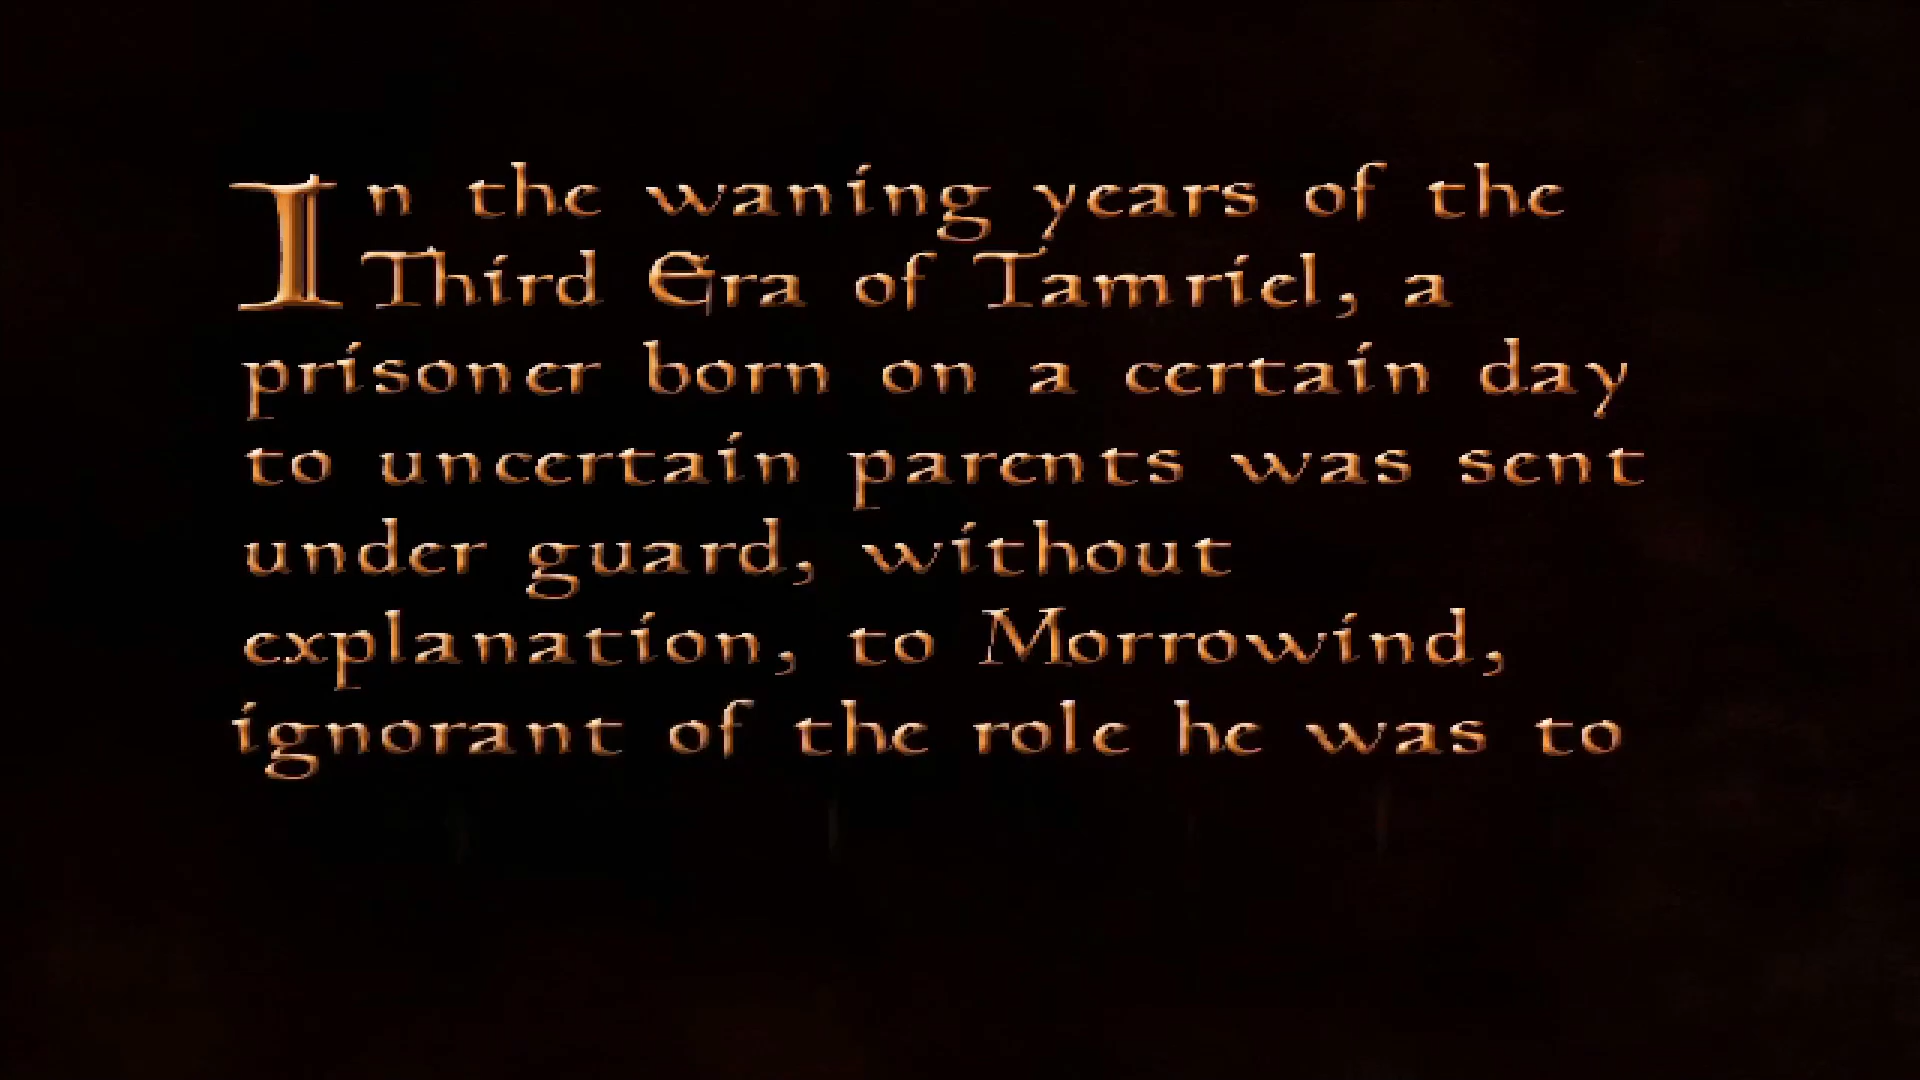 In the waning years of the
Third Era of Tamriel, a
prisoner born on a certain day
to uncertain parents was sent
under guard, without
explanation, to Morrowind,
ignorant of the role he was to